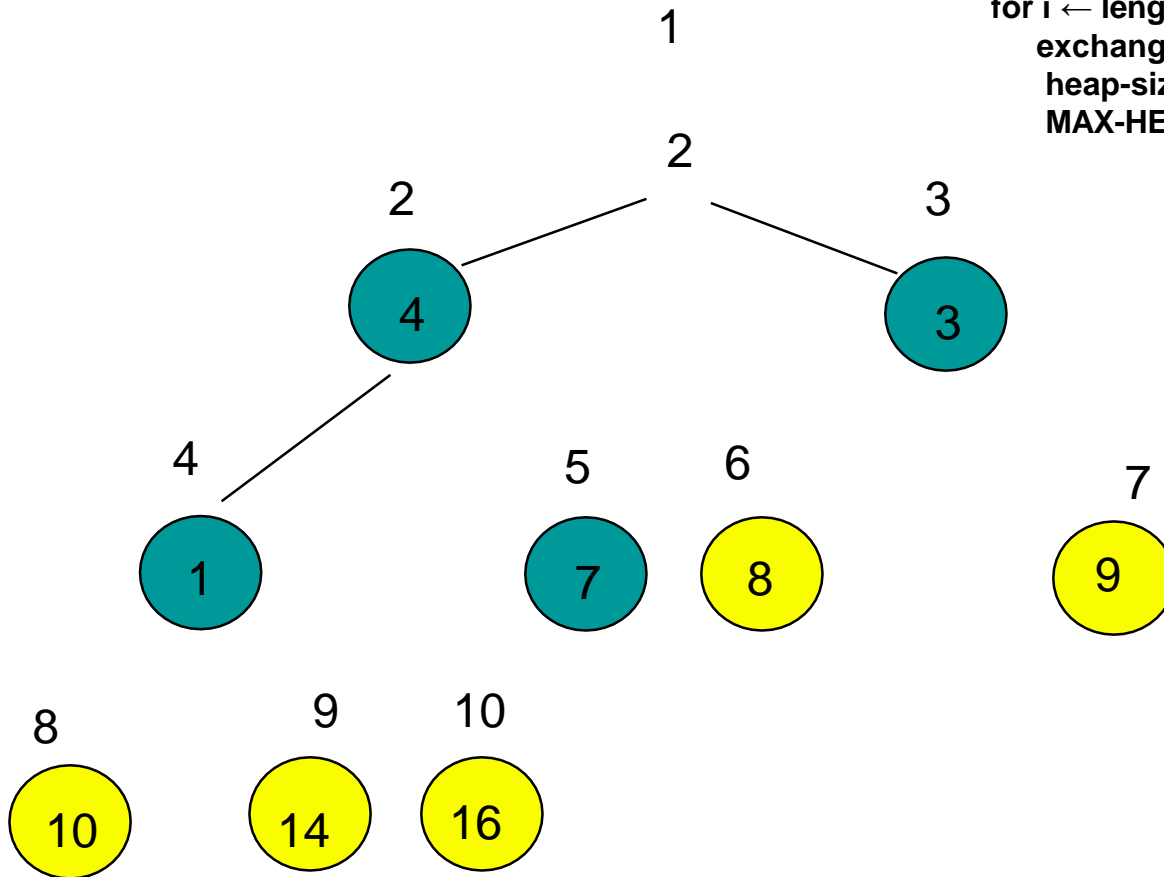 1
for i ← leng
exchang
heap-siz
MAX-HE
2
2 3
4 3
4 5 6 7
1 7 8 9
8 9 10
10 14 16